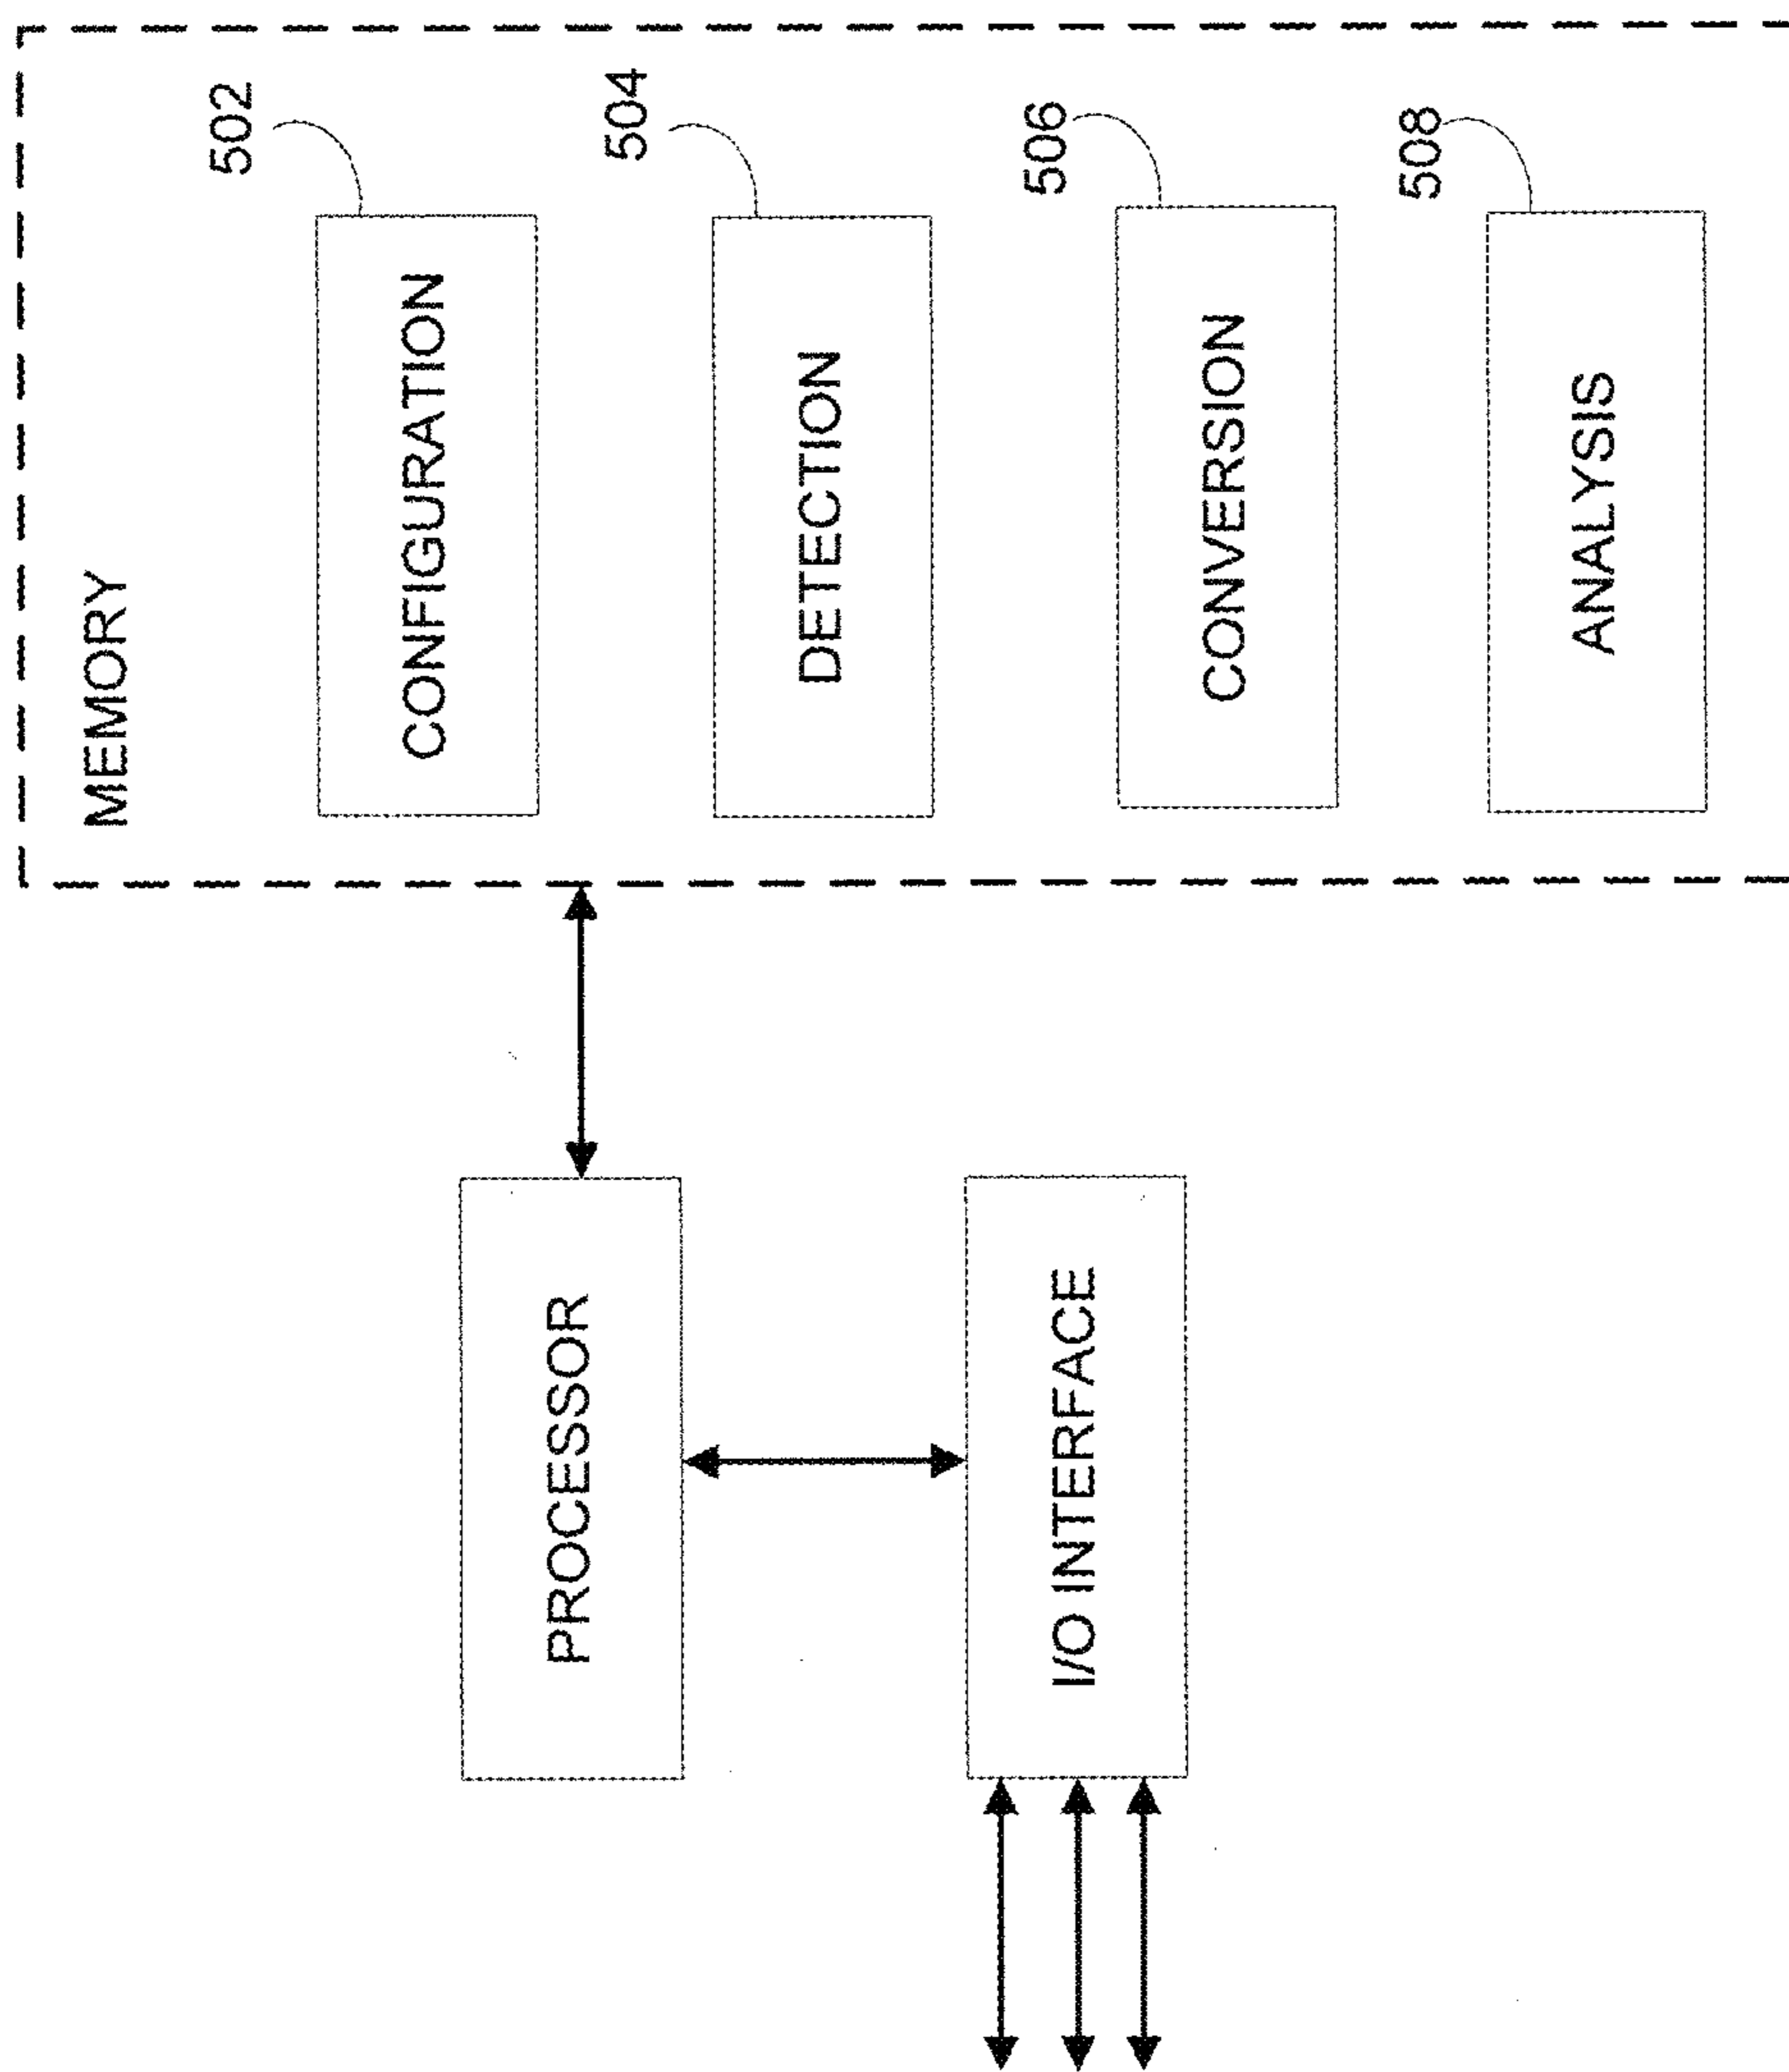 MEMORY
502
CONFIGURATION
504
DETECTION
506
CONVERSION
508
ANALYSIS
PROCESSOR
I/O INTERFACE